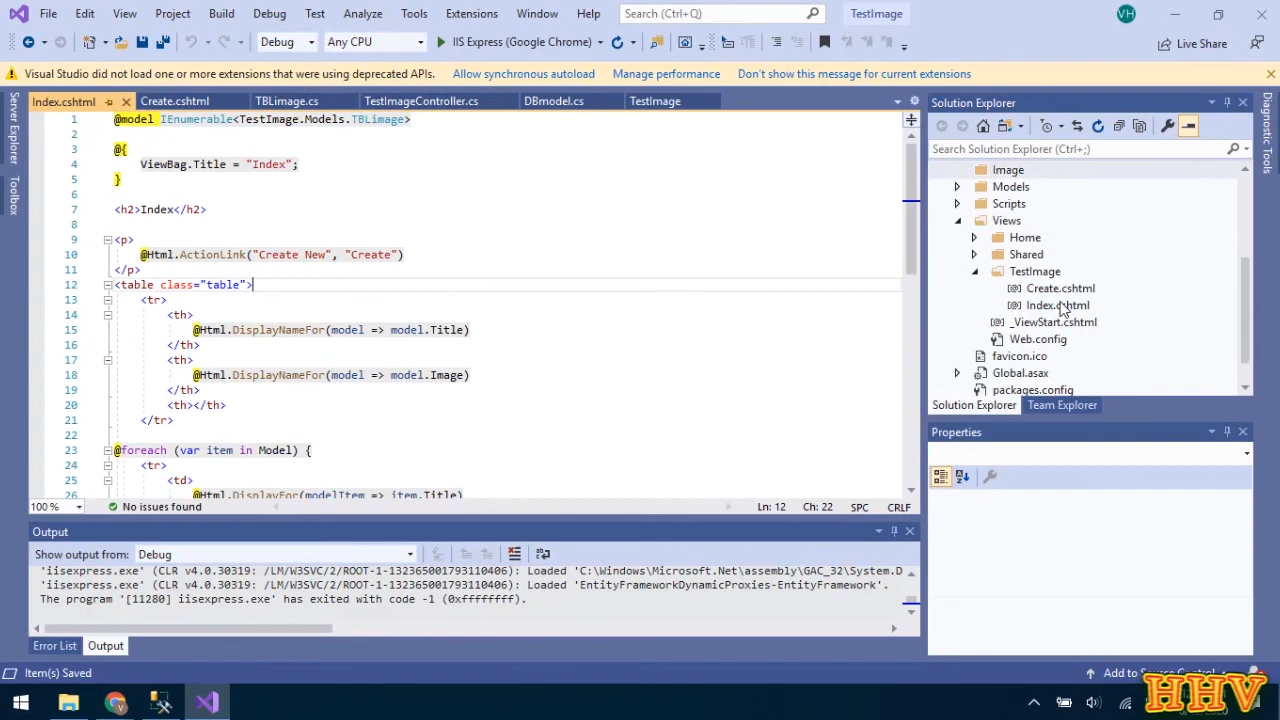 File Edit View Project Build Debug Test Analyze Tools Extensions Window Help Search (Ctrl+Q) TestImage VH
Debug Any CPU IIS Express (Google Chrome) Live Share
Visual Studio did not load one or more extensions that were using deprecated APIs. Allow synchronous autoload Manage performance Don't show this message for current extensions
Server Explorer
Toolbox
Index.cshtml Create.cshtml TBLimage.cs TestImageController.cs DBmodel.cs TestImage
1 @model IEnumerable<TestImage.Models.TBLimage>
2
3 @{
4 ViewBag.Title = "Index";
5 }
6
7 <h2>Index</h2>
8
9 <p>
10 @Html.ActionLink("Create New", "Create")
11 </p>
12 <table class="table">
13 <tr>
14 <th>
15 @Html.DisplayNameFor(model => model.Title)
16 </th>
17 <th>
18 @Html.DisplayNameFor(model => model.Image)
19 </th>
20 <th></th>
21 </tr>
22
23 @foreach (var item in Model) {
24 <tr>
25 <td>
26 @Html.DisplayFor(modelItem => item.Title)
100 % No issues found Ln: 12 Ch: 22 SPC CRLF
Output
Show output from: Debug
'iisexpress.exe' (CLR v4.0.30319: /LM/W3SVC/2/ROOT-1-132365001793110406): Loaded 'C:\Windows\Microsoft.Net\assembly\GAC_32\System.D
'iisexpress.exe' (CLR v4.0.30319: /LM/W3SVC/2/ROOT-1-132365001793110406): Loaded 'EntityFrameworkDynamicProxies-EntityFramework'.
The program '[11280] iisexpress.exe' has exited with code -1 (0xffffffff).
Error List Output
Solution Explorer
Search Solution Explorer (Ctrl+;)
Image
Models
Scripts
Views
Home
Shared
TestImage
Create.cshtml
Index.cshtml
_ViewStart.cshtml
Web.config
favicon.ico
Global.asax
packages.config
Solution Explorer Team Explorer
Properties
Diagnostic Tools
Item(s) Saved Add to Source Control
HHV